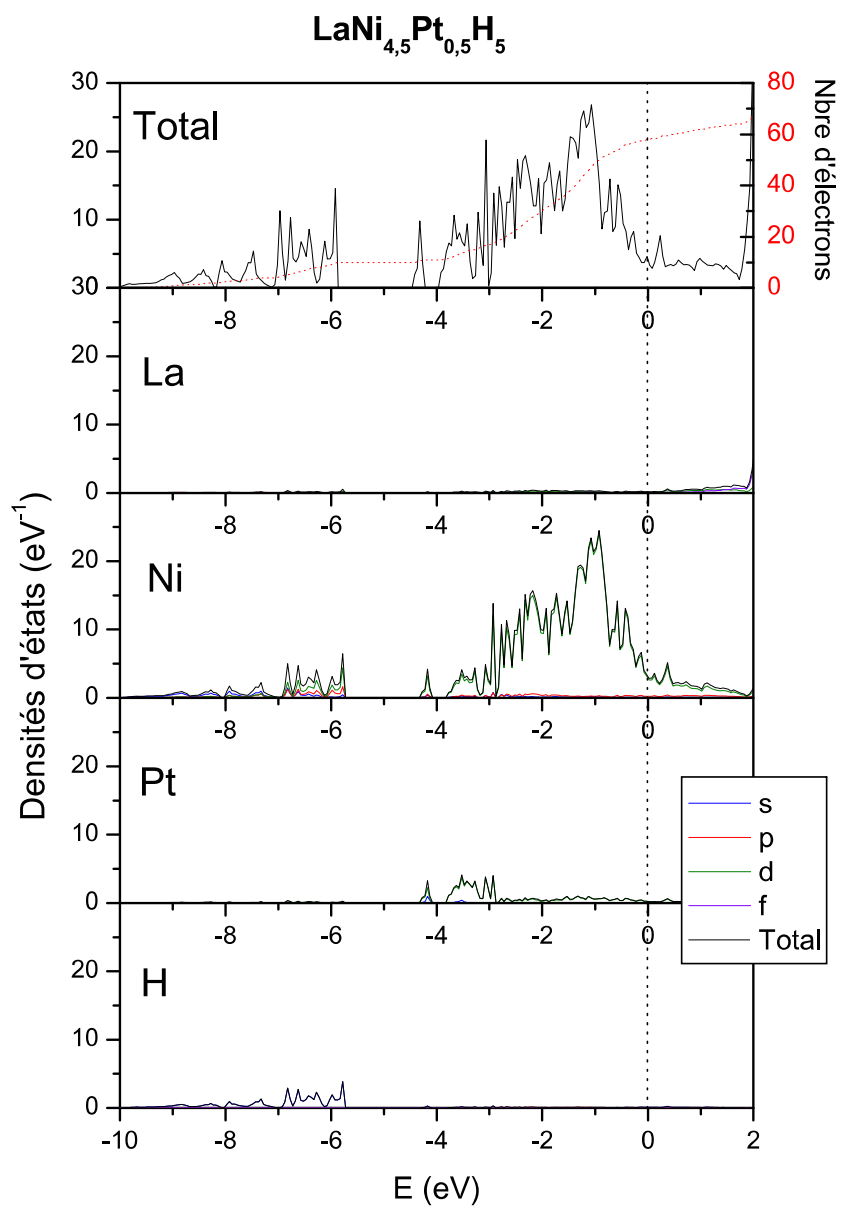 LaNi4,5Pt0,5H5
30
20
10
30
Total
80
60
40
20
0
Nbre d'électrons
-8 -6 -4 -2 0
20
10
0
La
-8 -6 -4 -2 0
20
10
0
Ni
-8 -6 -4 -2 0
20
10
0
Pt
s
p
d
f
Total
-8 -6 -4 -2 0
20
10
0
H
-10 -8 -6 -4 -2 0 2
Densités d'états (eV-1)
E (eV)